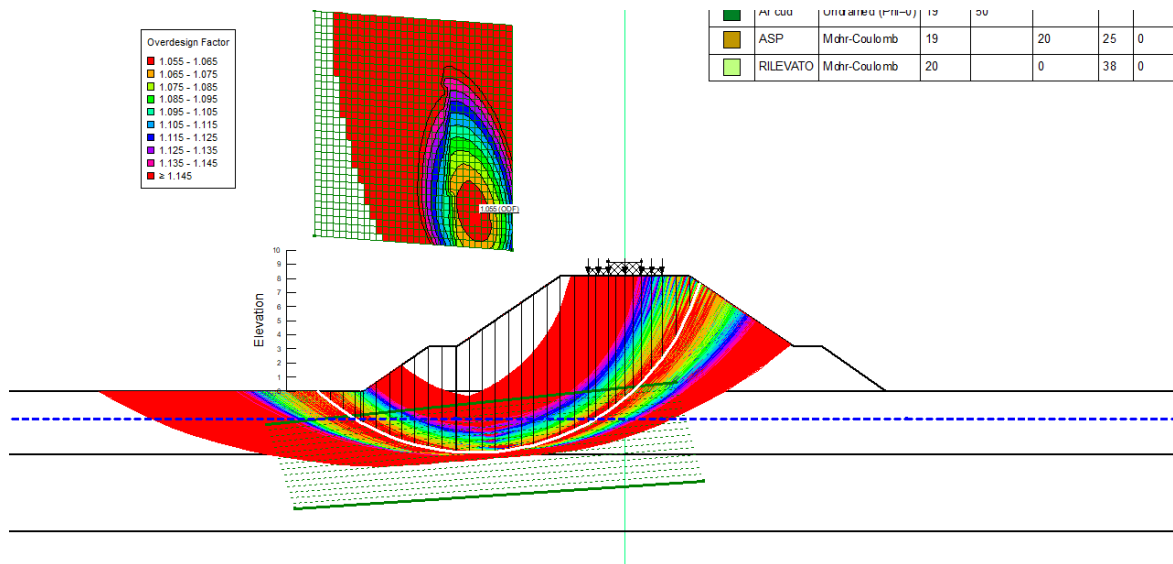 Ar cud Undrained (Phi=0) 19 50 0
Overdesign Factor
1.055 - 1.065
1.065 - 1.075
1.075 - 1.085
1.085 - 1.095
1.095 - 1.105
1.105 - 1.115
1.115 - 1.125
1.125 - 1.135
1.135 - 1.145
≥ 1.145
ASP Mohr-Coulomb 19 20 25 0
RILEVATO Mohr-Coulomb 20 0 38 0
1.055 (ODF)
10
9
8
7
6
5
4
3
2
1
Elevation